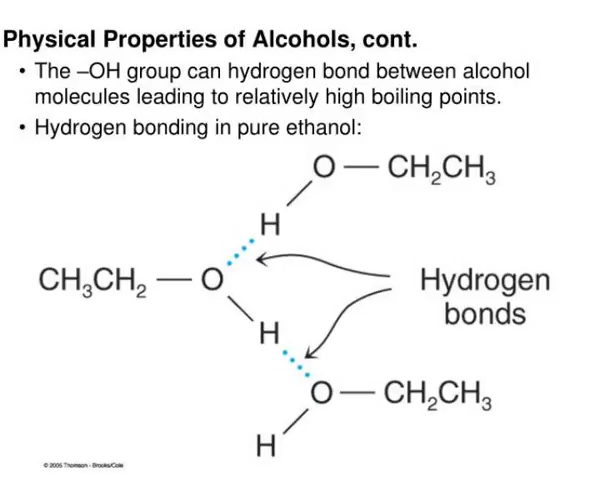 Physical Properties of Alcohols, cont.
• The –OH group can hydrogen bond between alcohol
molecules leading to relatively high boiling points.
• Hydrogen bonding in pure ethanol:
O — CH₂CH₃
H
CH₃CH₂ — O
Hydrogen
bonds
H
O — CH₂CH₃
H
© 2005 Thomson - Brooks/Cole